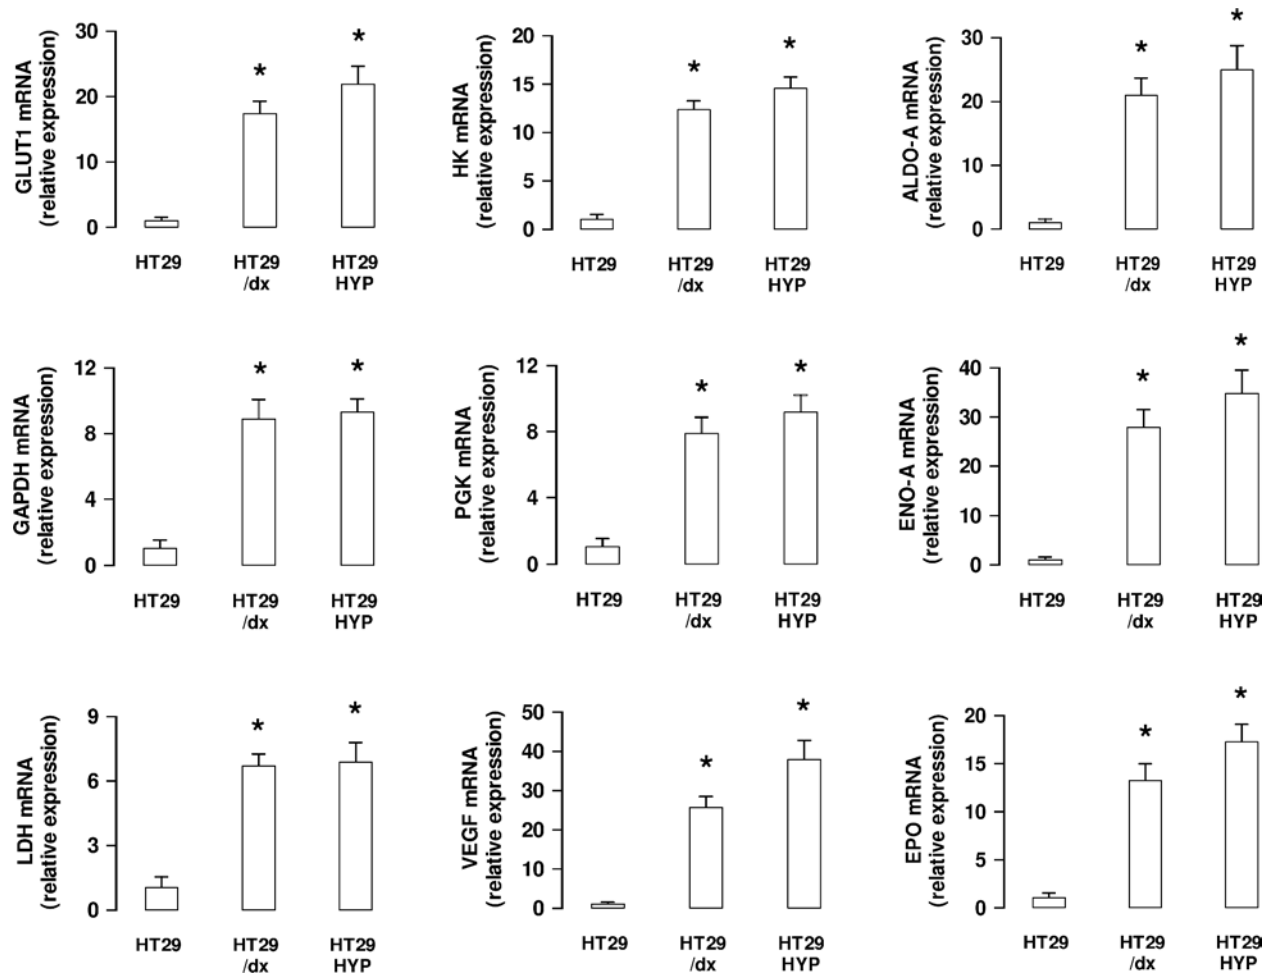 GLUT1 mRNA
(relative expression)
30
20
10
0
*
*
HT29
HT29
/dx
HT29
HYP
HK mRNA
(relative expression)
20
15
10
5
0
*
*
HT29
HT29
/dx
HT29
HYP
ALDO-A mRNA
(relative expression)
30
20
10
0
*
*
HT29
HT29
/dx
HT29
HYP
GAPDH mRNA
(relative expression)
12
8
4
0
*
*
HT29
HT29
/dx
HT29
HYP
PGK mRNA
(relative expression)
12
8
4
0
*
*
HT29
HT29
/dx
HT29
HYP
ENO-A mRNA
(relative expression)
40
30
20
10
0
*
*
HT29
HT29
/dx
HT29
HYP
LDH mRNA
(relative expression)
9
6
3
0
*
*
HT29
HT29
/dx
HT29
HYP
VEGF mRNA
(relative expression)
50
40
30
20
10
0
*
*
HT29
HT29
/dx
HT29
HYP
EPO mRNA
(relative expression)
20
15
10
5
0
*
*
HT29
HT29
/dx
HT29
HYP